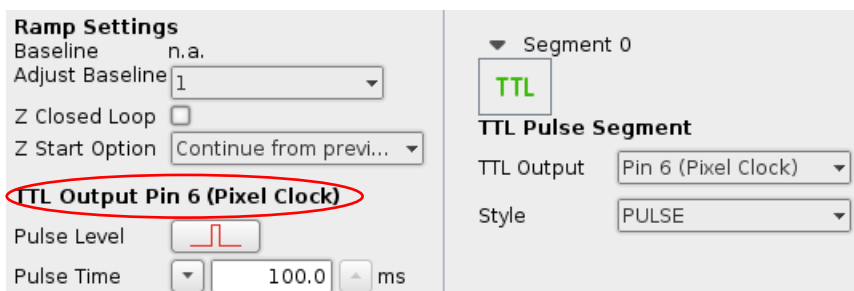 Ramp Settings
Baseline n.a.
Adjust Baseline 1
Z Closed Loop
Z Start Option Continue from previ...
TTL Output Pin 6 (Pixel Clock)
Pulse Level
Pulse Time 100.0 ms
Segment 0
TTL
TTL Pulse Segment
TTL Output Pin 6 (Pixel Clock)
Style PULSE